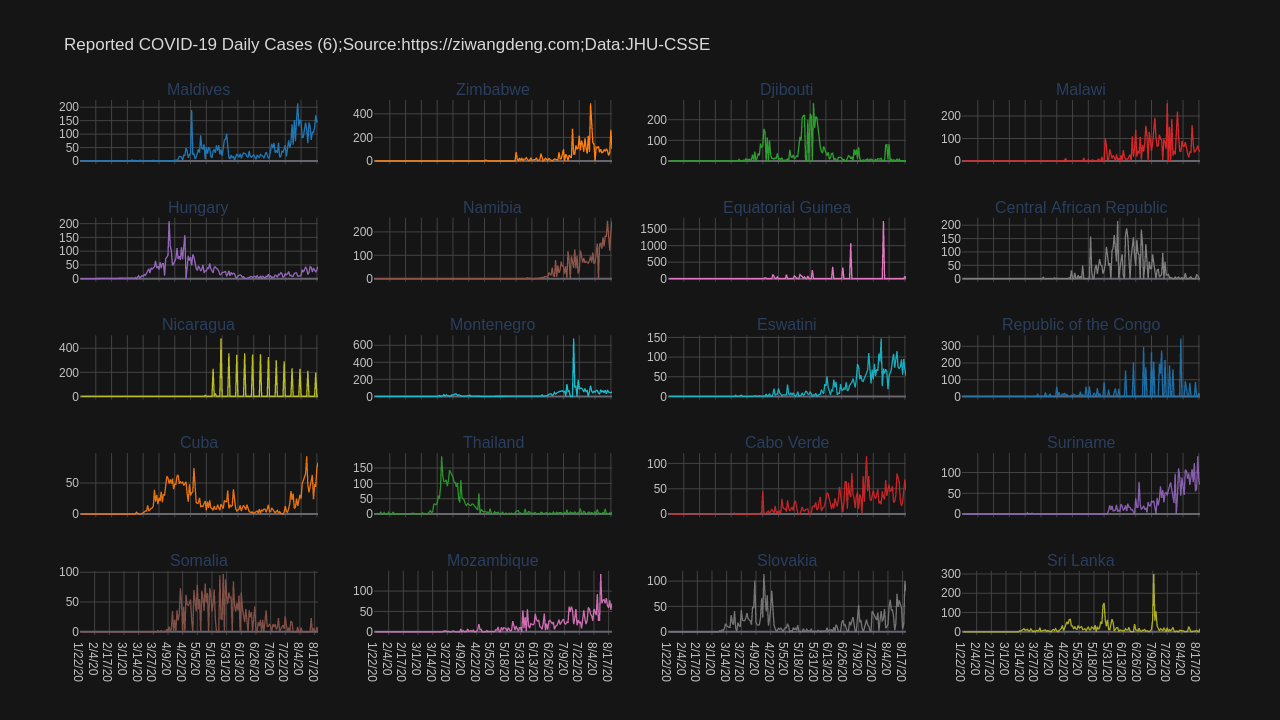 Reported COVID-19 Daily Cases (6);Source:https://ziwangdeng.com;Data:JHU-CSSE
Maldives Zimbabwe Djibouti Malawi
200 150 100 50 0
400 200 0
200 100 0
200 100 0
Hungary Namibia Equatorial Guinea Central African Republic
200 150 100 50 0
200 100 0
1500 1000 500 0
200 150 100 50 0
Nicaragua Montenegro Eswatini Republic of the Congo
400 200 0
600 400 200 0
150 100 50 0
300 200 100 0
Cuba Thailand Cabo Verde Suriname
50 0
150 100 50 0
100 50 0
100 50 0
Somalia Mozambique Slovakia Sri Lanka
100 50 0
100 50 0
100 50 0
300 200 100 0
1/22/20 2/4/20 2/17/20 3/1/20 3/14/20 3/27/20 4/9/20 4/22/20 5/5/20 5/18/20 5/31/20 6/13/20 6/26/20 7/9/20 7/22/20 8/4/20 8/17/20
1/22/20 2/4/20 2/17/20 3/1/20 3/14/20 3/27/20 4/9/20 4/22/20 5/5/20 5/18/20 5/31/20 6/13/20 6/26/20 7/9/20 7/22/20 8/4/20 8/17/20
1/22/20 2/4/20 2/17/20 3/1/20 3/14/20 3/27/20 4/9/20 4/22/20 5/5/20 5/18/20 5/31/20 6/13/20 6/26/20 7/9/20 7/22/20 8/4/20 8/17/20
1/22/20 2/4/20 2/17/20 3/1/20 3/14/20 3/27/20 4/9/20 4/22/20 5/5/20 5/18/20 5/31/20 6/13/20 6/26/20 7/9/20 7/22/20 8/4/20 8/17/20